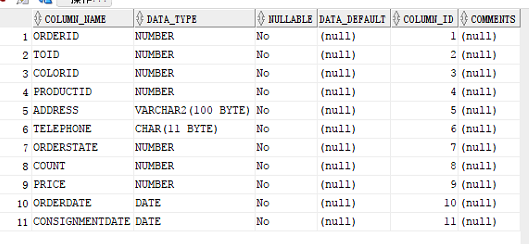 COLUMN_NAME DATA_TYPE NULLABLE DATA_DEFAULT COLUMN_ID COMMENTS
1 ORDERID NUMBER No (null) 1 (null)
2 TOID NUMBER No (null) 2 (null)
3 COLORID NUMBER No (null) 3 (null)
4 PRODUCTID NUMBER No (null) 4 (null)
5 ADDRESS VARCHAR2(100 BYTE) No (null) 5 (null)
6 TELEPHONE CHAR(11 BYTE) No (null) 6 (null)
7 ORDERSTATE NUMBER No (null) 7 (null)
8 COUNT NUMBER No (null) 8 (null)
9 PRICE NUMBER No (null) 9 (null)
10 ORDERDATE DATE No (null) 10 (null)
11 CONSIGNMENTDATE DATE No (null) 11 (null)